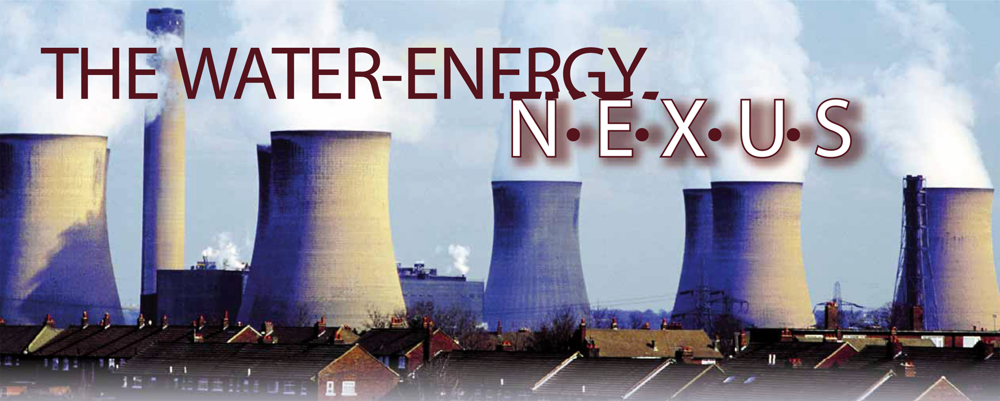 THE WATER-ENERGY
N•E•X•U•S